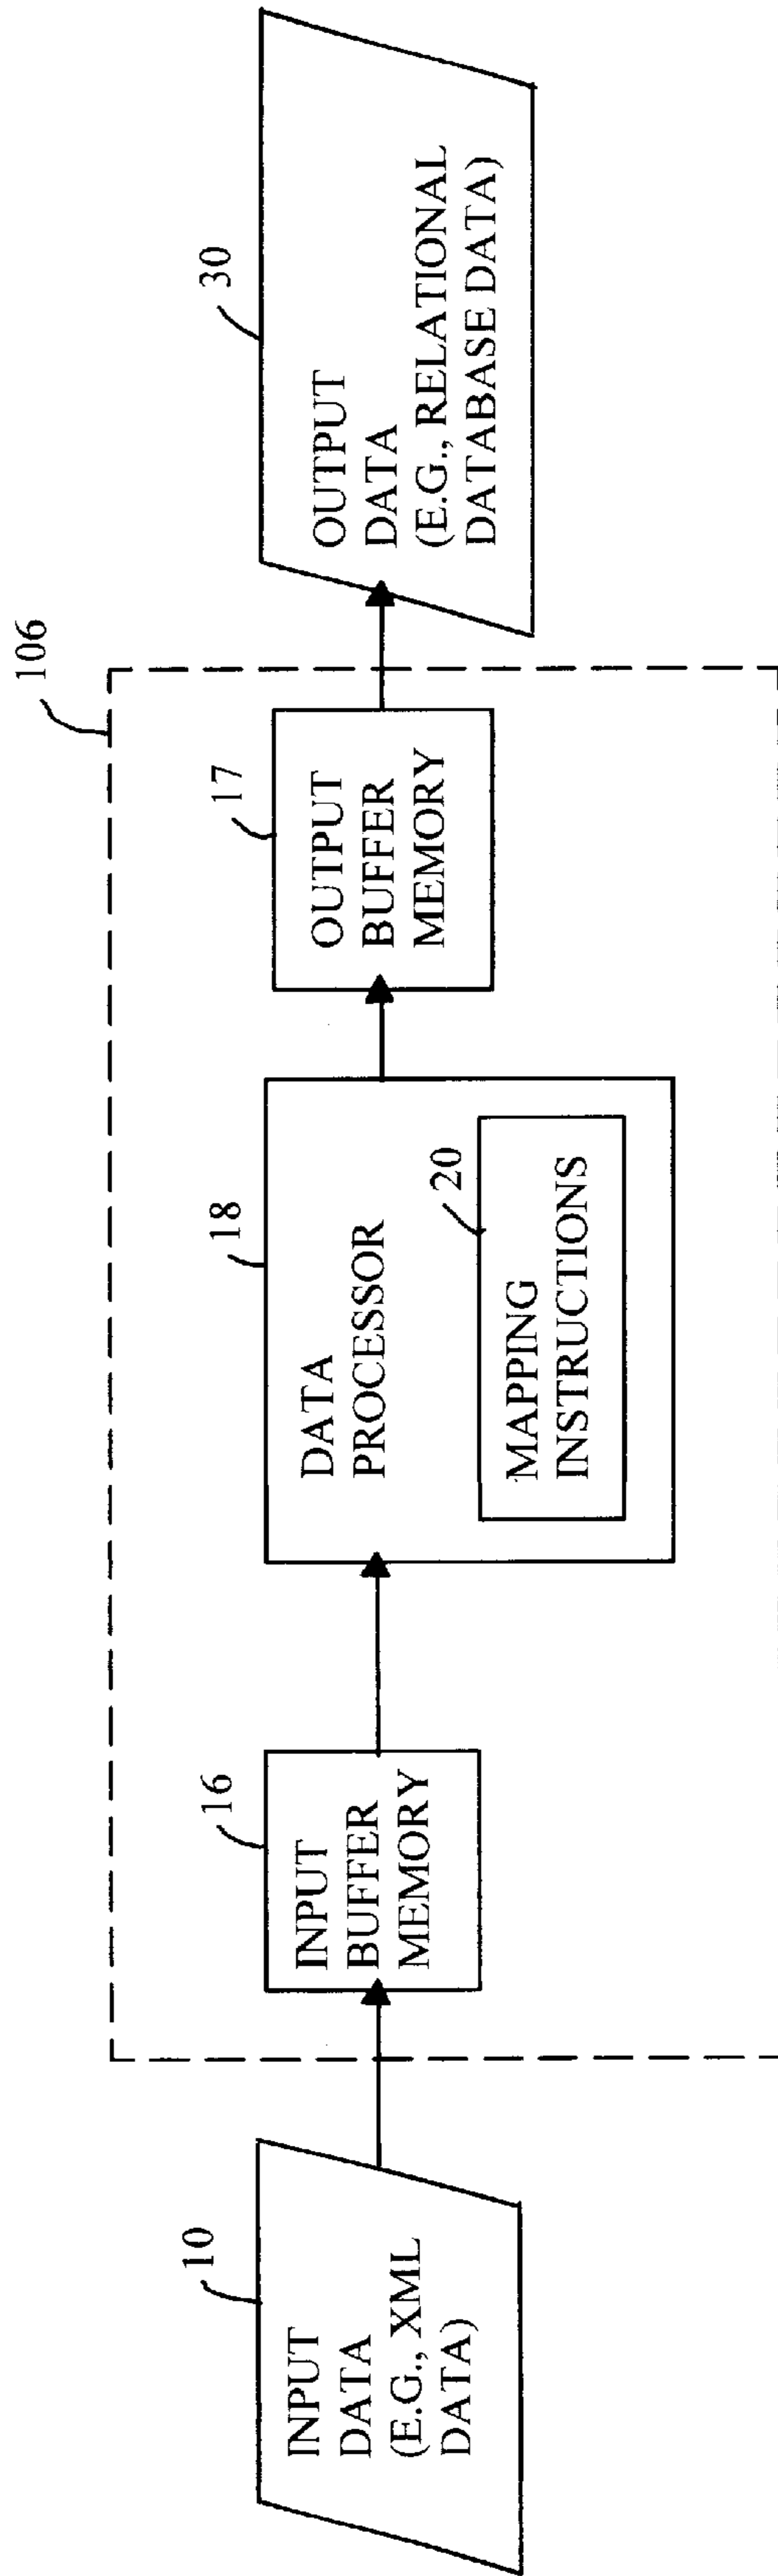 10
INPUT
DATA
(E.G., XML
DATA)
106
16
INPUT
BUFFER
MEMORY
18
DATA
PROCESSOR
20
MAPPING
INSTRUCTIONS
17
OUTPUT
BUFFER
MEMORY
30
OUTPUT
DATA
(E.G., RELATIONAL
DATABASE DATA)